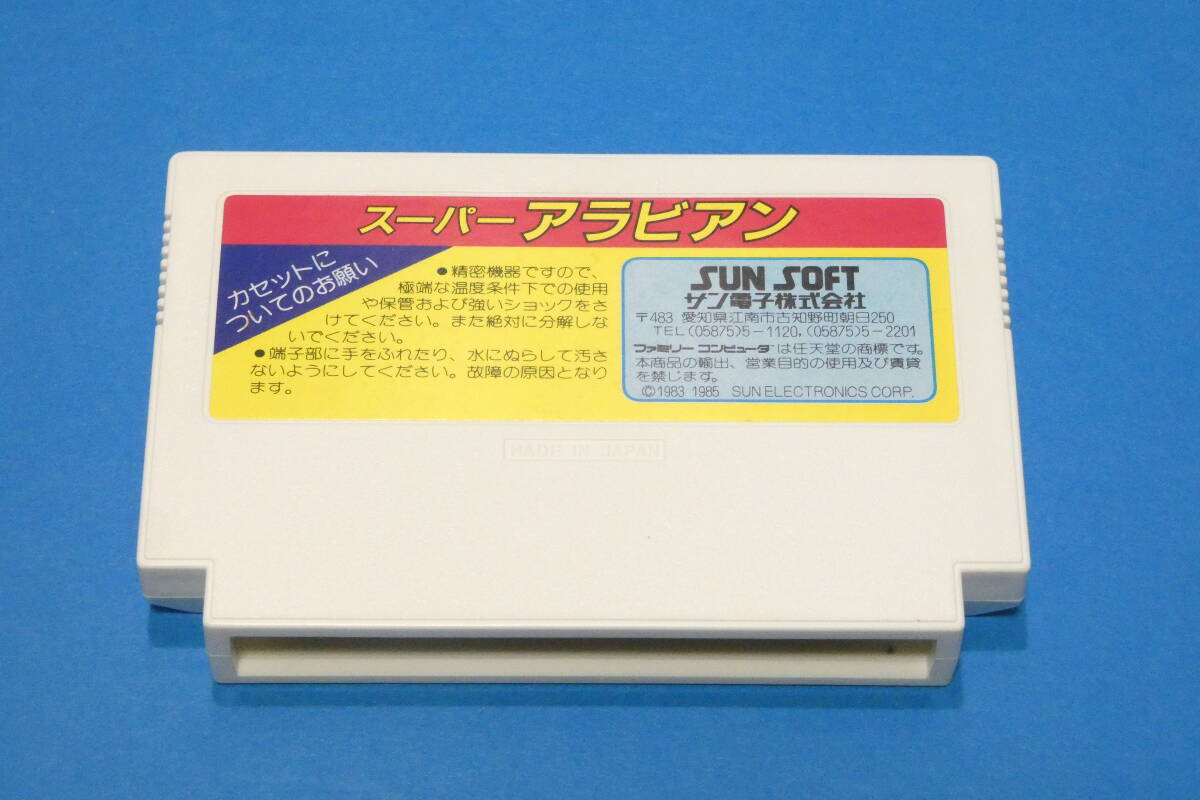 スーパー アラビアン
カセットに
ついてのお願い
●精密機器ですので、
極端な温度条件下での使用
や保管および強いショックをさ
けてください。また絶対に分解しな
いでください。
●端子部に手をふれたり、水にぬらして汚さ
ないようにしてください。故障の原因となり
ます。
SUN SOFT
サン電子株式会社
〒483 愛知県江南市古知野町朝日250
TEL(05875)5-1120,(05875)5-2201
ファミリー コンピュータ™は任天堂の商標です。
本商品の輸出、営業目的の使用及び賃貸
を禁じます。
©1983 1985 SUN ELECTRONICS CORP.
MADE IN JAPAN